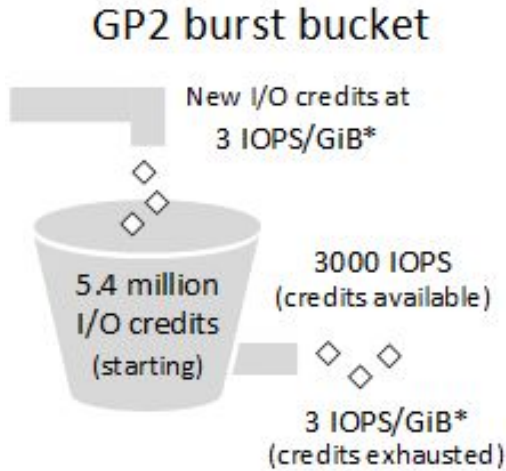 GP2 burst bucket
New I/O credits at
3 IOPS/GiB*
5.4 million
I/O credits
(starting)
3000 IOPS
(credits available)
3 IOPS/GiB*
(credits exhausted)